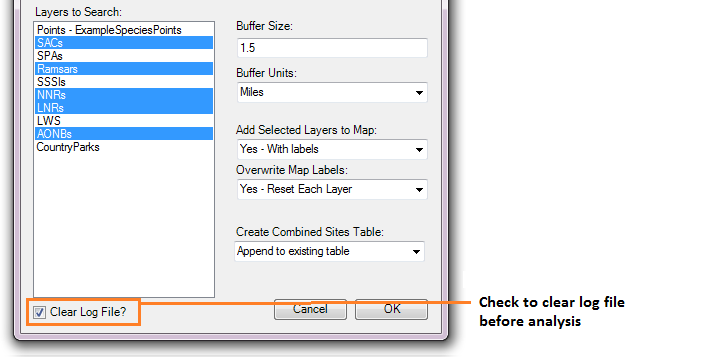 Layers to Search:
Points - ExampleSpeciesPoints
SACs
SPAs
Ramsars
SSSIs
NNRs
LNRs
LWS
AONBs
CountryParks
Buffer Size:
1.5
Buffer Units:
Miles
Add Selected Layers to Map:
Yes - With labels
Overwrite Map Labels:
Yes - Reset Each Layer
Create Combined Sites Table:
Append to existing table
Clear Log File?
Cancel
OK
Check to clear log file
before analysis